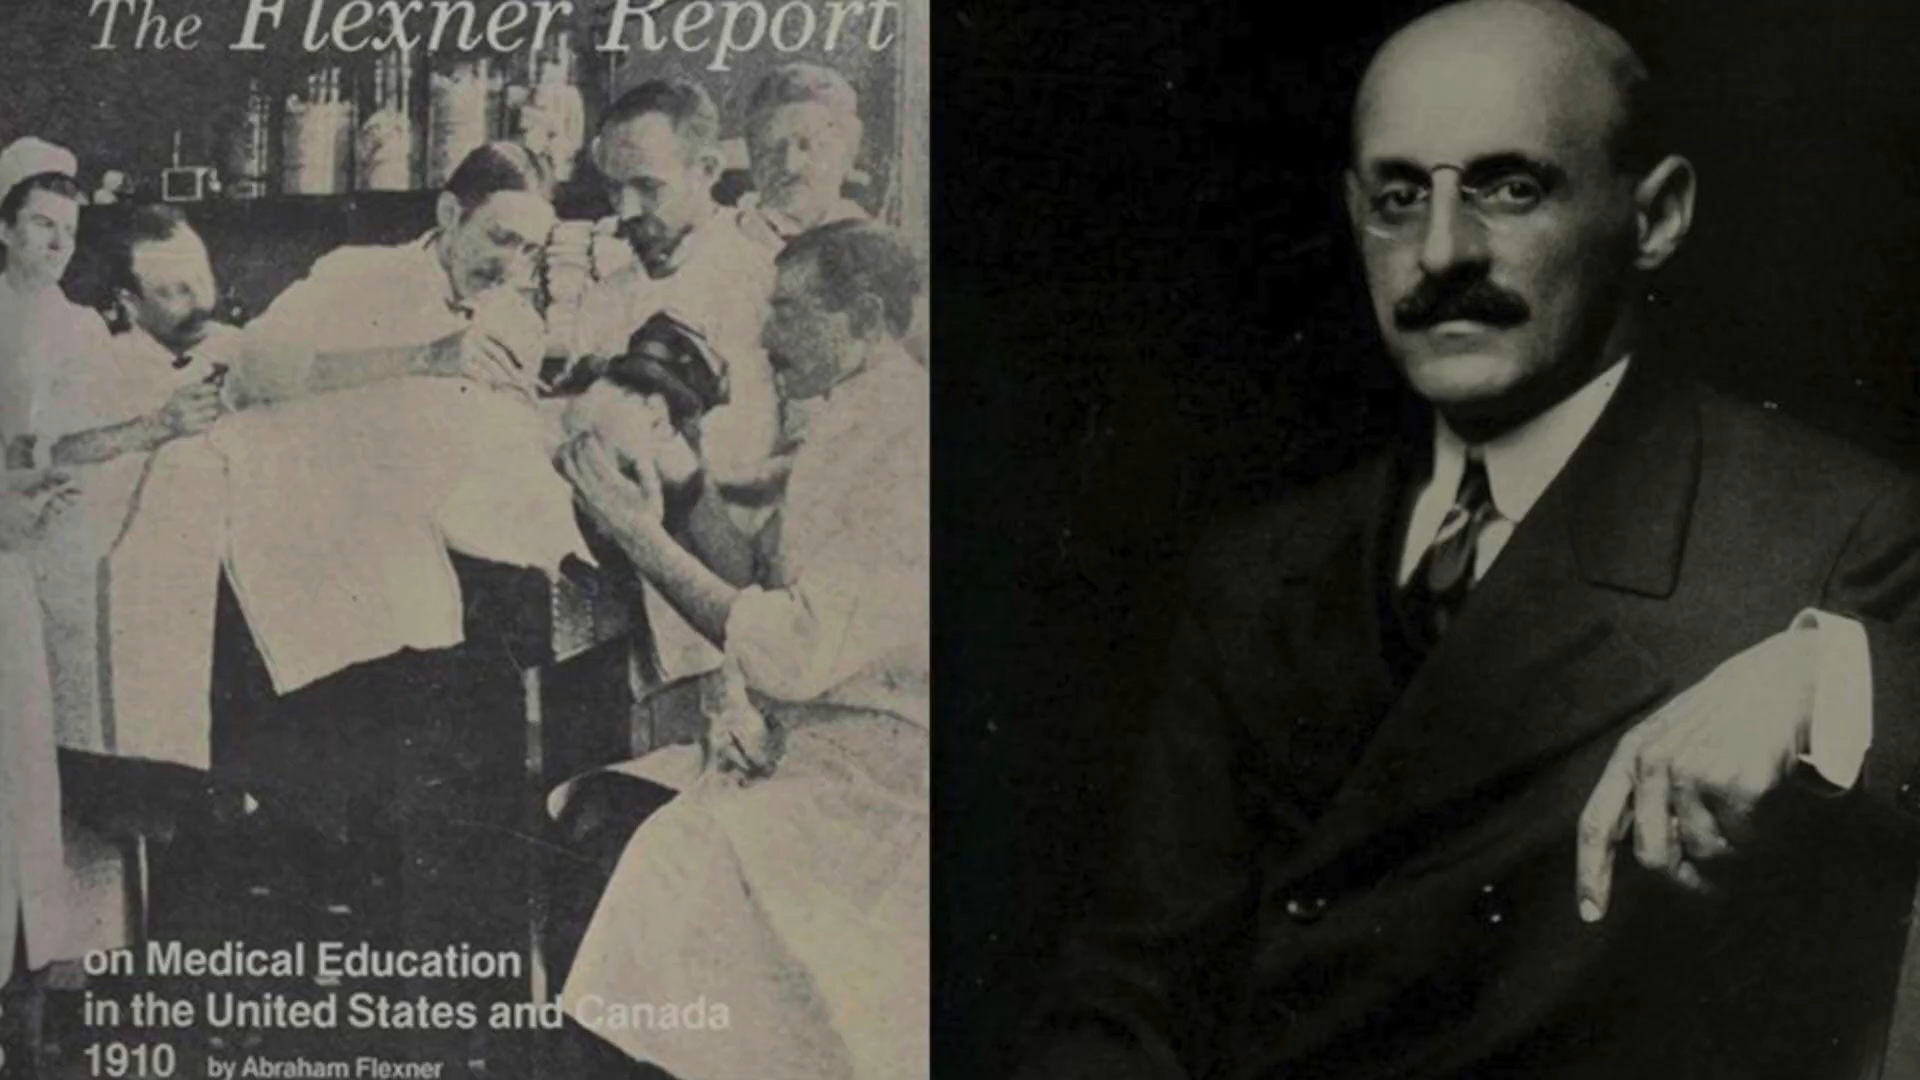 The Flexner Report
on Medical Education
in the United States and Canada
1910 by Abraham Flexner